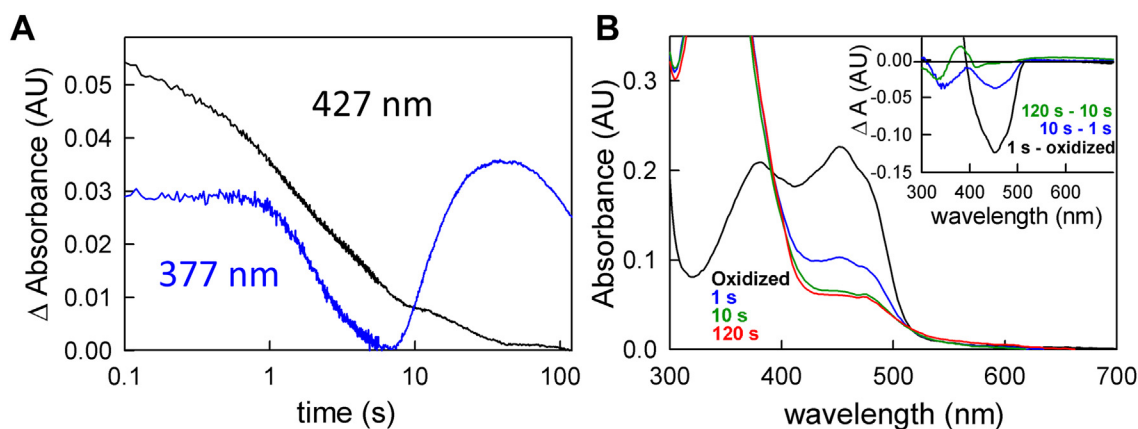 A
Δ Absorbance (AU)
0.05
0.04
0.03
0.02
0.01
0.00
427 nm
377 nm
0.1
1
10
100
time (s)
B
Absorbance (AU)
0.3
0.2
0.1
0.0
Oxidized
1 s
10 s
120 s
300
400
500
600
700
wavelength (nm)
Δ A (AU)
0.00
-0.05
-0.10
-0.15
120 s - 10 s
10 s - 1 s
1 s - oxidized
300
400
500
600
wavelength (nm)